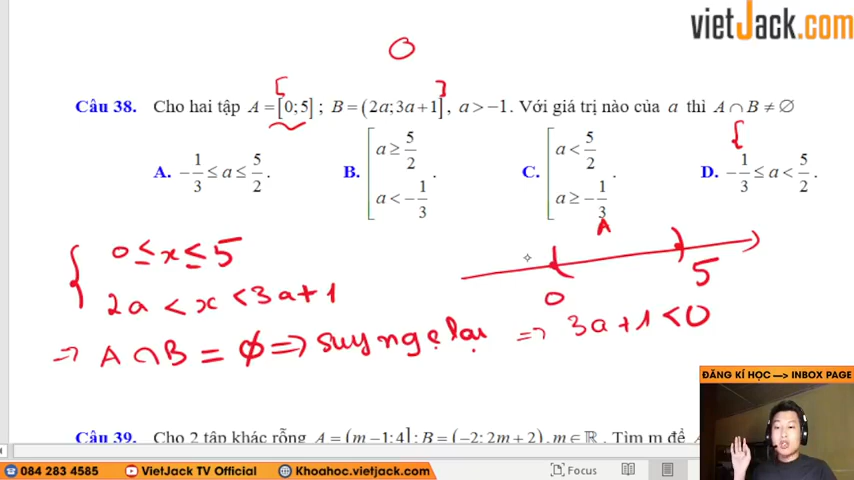 vietJack.com
0
Câu 38. Cho hai tập A = [0;5]; B = (2a;3a+1], a > −1. Với giá trị nào của a thì A ∩ B ≠ ∅
A. −1/3 ≤ a ≤ 5/2. B. [a ≥ 5/2; a < −1/3. C. [a < 5/2; a ≥ −1/3. D. −1/3 ≤ a < 5/2.
A
{ 0 ≤ x ≤ 5
2a < x < 3a+1
0 5
=> A ∩ B = ∅ => suy ngược lại => 3a+1 < 0
ĐĂNG KÍ HỌC —> INBOX PAGE
Câu 39. Cho 2 tập khác rỗng A = (m−1;4]; B = (−2;2m+2), m ∈ ℝ. Tìm m để
084 283 4585 VietJack TV Official Khoahoc.vietjack.com Focus